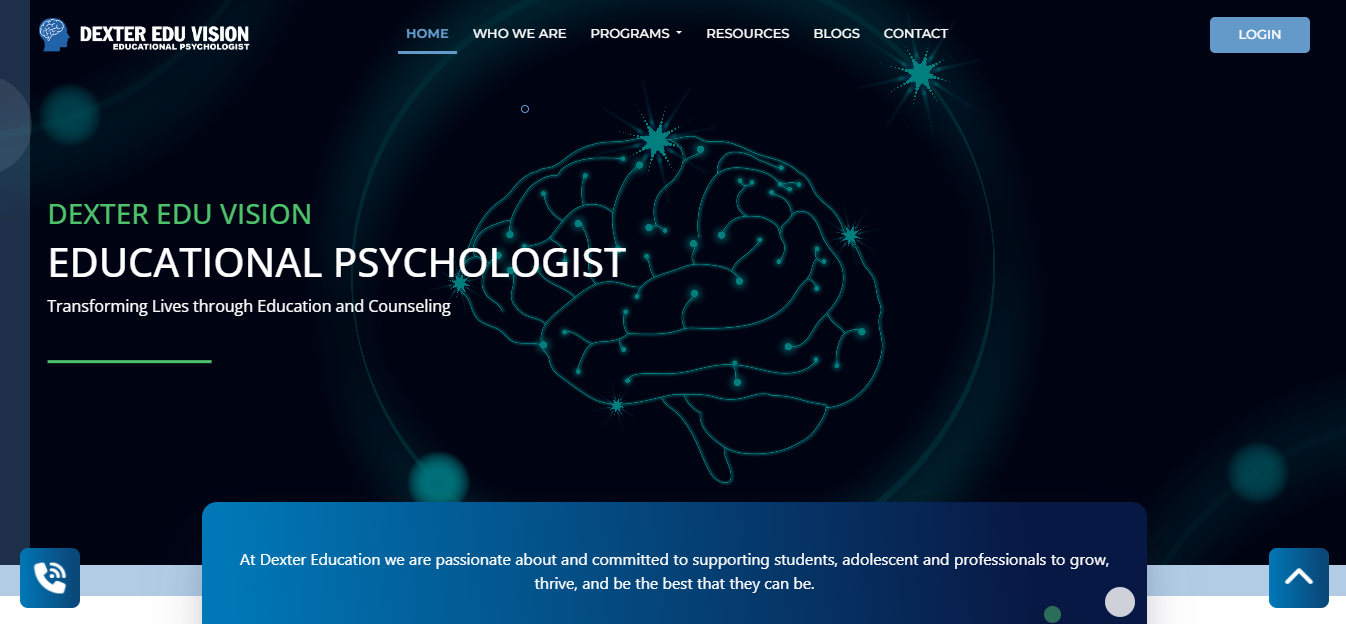 DEXTER EDU VISION
EDUCATIONAL PSYCHOLOGIST
HOME WHO WE ARE PROGRAMS RESOURCES BLOGS CONTACT
LOGIN
DEXTER EDU VISION
EDUCATIONAL PSYCHOLOGIST
Transforming Lives through Education and Counseling
At Dexter Education we are passionate about and committed to supporting students, adolescent and professionals to grow,
thrive, and be the best that they can be.